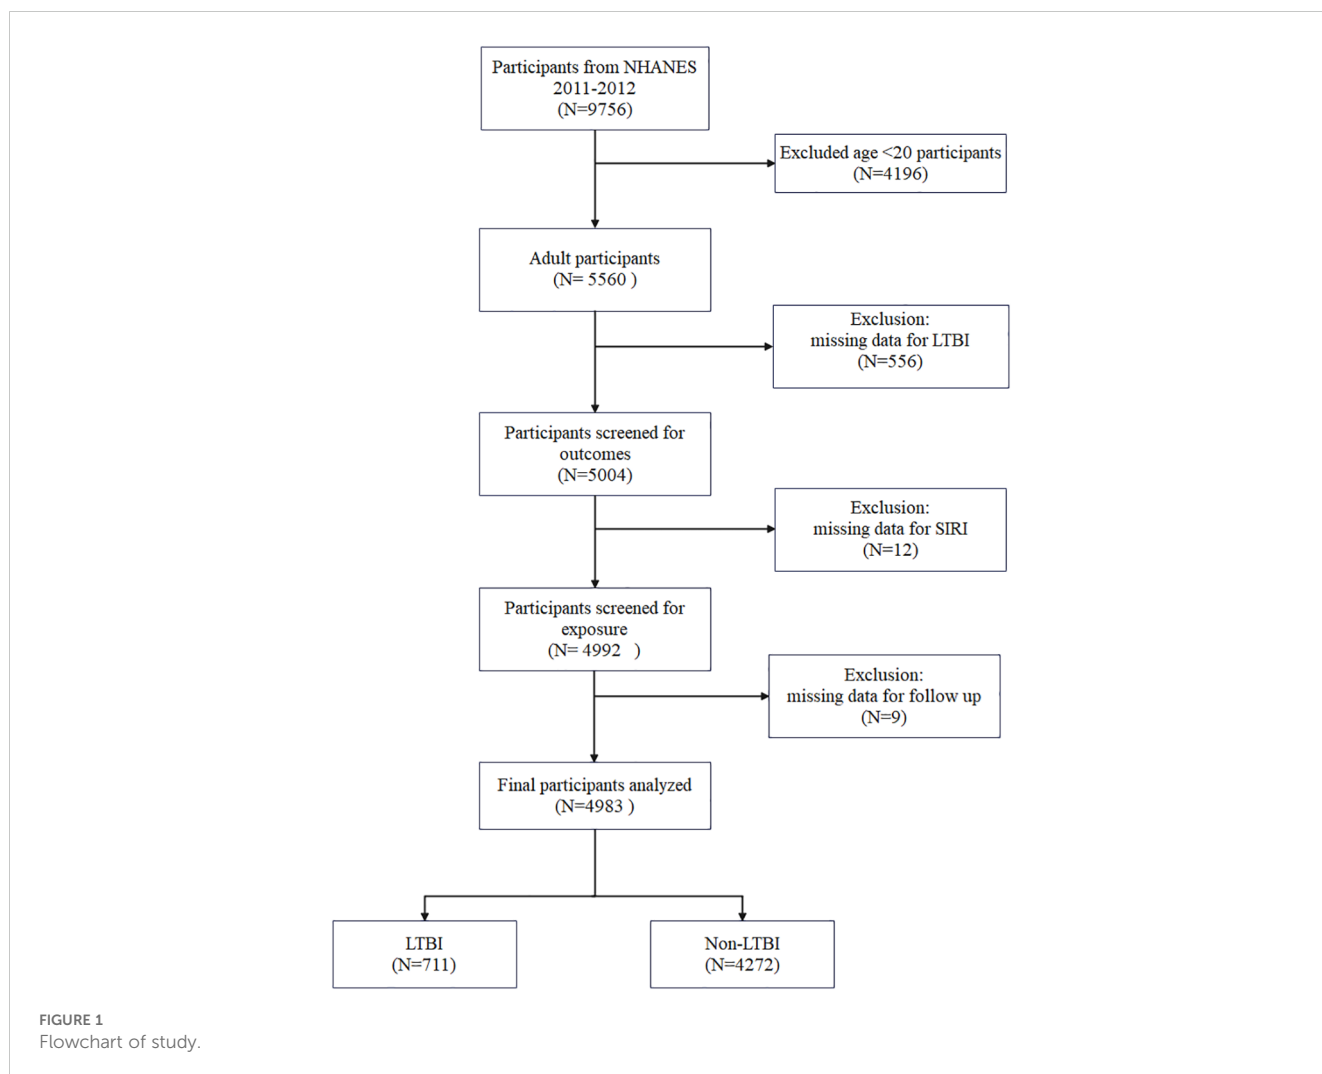 Participants from NHANES
2011-2012
(N=9756)
Excluded age <20 participants
(N=4196)
Adult participants
(N= 5560 )
Exclusion:
missing data for LTBI
(N=556)
Participants screened for
outcomes
(N=5004)
Exclusion:
missing data for SIRI
(N=12)
Participants screened for
exposure
(N= 4992 )
Exclusion:
missing data for follow up
(N=9)
Final participants analyzed
(N=4983 )
LTBI
(N=711)
Non-LTBI
(N=4272)
FIGURE 1
Flowchart of study.